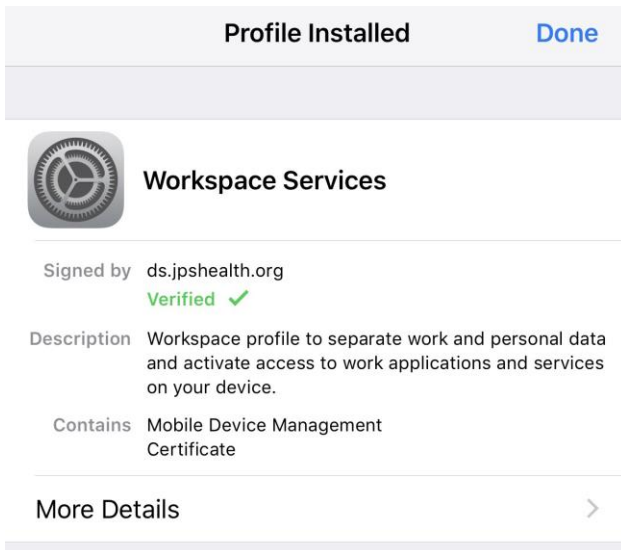 Profile Installed
Done
Workspace Services
Signed by ds.jpshealth.org
Verified ✓
Description Workspace profile to separate work and personal data
and activate access to work applications and services
on your device.
Contains Mobile Device Management
Certificate
More Details